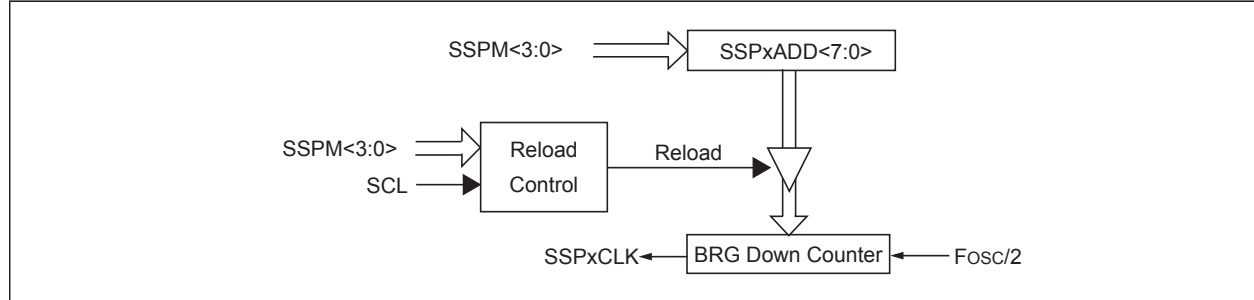 SSPM<3:0>
SSPxADD<7:0>
SSPM<3:0>
SCL
Reload
Control
Reload
SSPxCLK
BRG Down Counter
FOSC/2